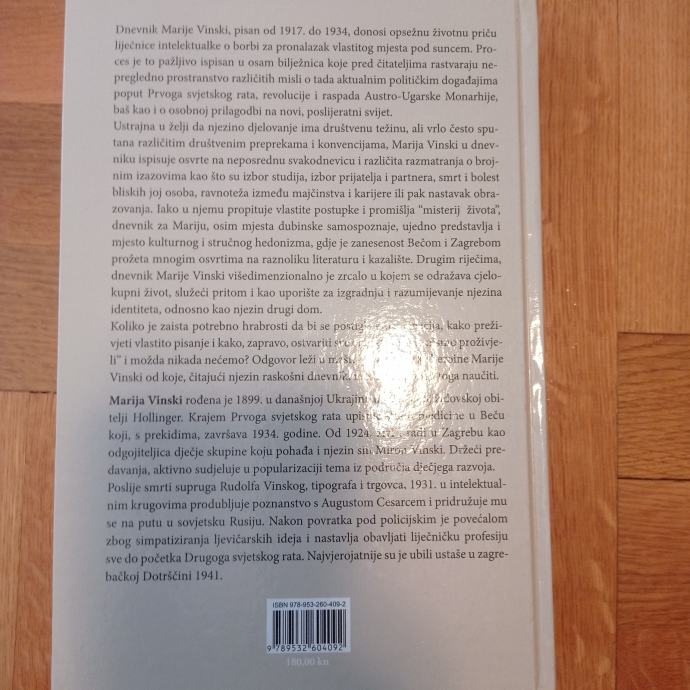 Dnevnik Marije Vinski, pisan od 1917. do 1934, donosi opsežnu životnu priču
liječnice intelektualke o borbi za pronalazak vlastitog mjesta pod suncem. Pro-
ces je to pažljivo ispisan u osam bilježnica koje pred čitateljima rastvaraju ne-
pregledno prostranstvo različitih misli o tada aktualnim političkim događajima
poput Prvoga svjetskog rata, revolucije i raspada Austro-Ugarske Monarhije,
baš kao i o osobnoj prilagodbi na novi, poslijeratni svijet.
Ustrajna u želji da njezino djelovanje ima društvenu težinu, ali vrlo često spu-
tana različitim društvenim preprekama i konvencijama, Marija Vinski u dnev-
niku ispisuje osvrte na neposrednu svakodnevicu i različita razmatranja o broj-
nim izazovima kao što su izbor studija, izbor prijatelja i partnera, smrt i bolest
bliskih joj osoba, ravnoteža između majčinstva i karijere ili pak nastavak obra-
zovanja. Iako u njemu propituje vlastite postupke i promišlja “misterij života”,
dnevnik za Mariju, osim mjesta dubinske samospoznaje, ujedno predstavlja i
mjesto kulturnog i stručnog hedonizma, gdje je zanesenost Bečom i Zagrebom
prožeta mnogim osvrtima na raznoliku literaturu i kazalište. Drugim riječima,
dnevnik Marije Vinski višedimenzionalno je zrcalo u kojem se odražava cjelo-
kupni život, služeći pritom i kao uporište za izgradnju i razumijevanje njezina
identiteta, odnosno kao njezin drugi dom.
Koliko je zaista potrebno hrabrosti da bi se kako preži-
vjeti vlastito pisanje i kako, zapravo, ostvariti proživje-
li” i možda nikada nećemo? Odgovor leži u Marije
Vinski od koje, čitajući njezin raskošni dnevnik, naučiti.
Marija Vinski rođena je 1899. u današnjoj Ukrajini obi-
telji Hollinger. Krajem Prvoga svjetskog rata medicine u Beču
koji, s prekidima, završava 1934. godine. Od 1924. radi u Zagrebu kao
odgojiteljica dječje skupine koju pohađa i njezin sin Miron Vinski. Držeći pre-
davanja, aktivno sudjeluje u popularizaciji tema iz područja dječjega razvoja.
Poslije smrti supruga Rudolfa Vinskog, tipografa i trgovca, 1931. u intelektual-
nim krugovima produbljuje poznanstvo s Augustom Cesarcem i pridružuje mu
se na putu u sovjetsku Rusiju. Nakon povratka pod policijskim je povećalom
zbog simpatiziranja ljevičarskih ideja i nastavlja obavljati liječničku profesiju
sve do početka Drugoga svjetskog rata. Najvjerojatnije su je ubili ustaše u zagre-
bačkoj Dotrščini 1941.
ISBN 978-953-260-409-2
9 789532 604092
180,00 kn